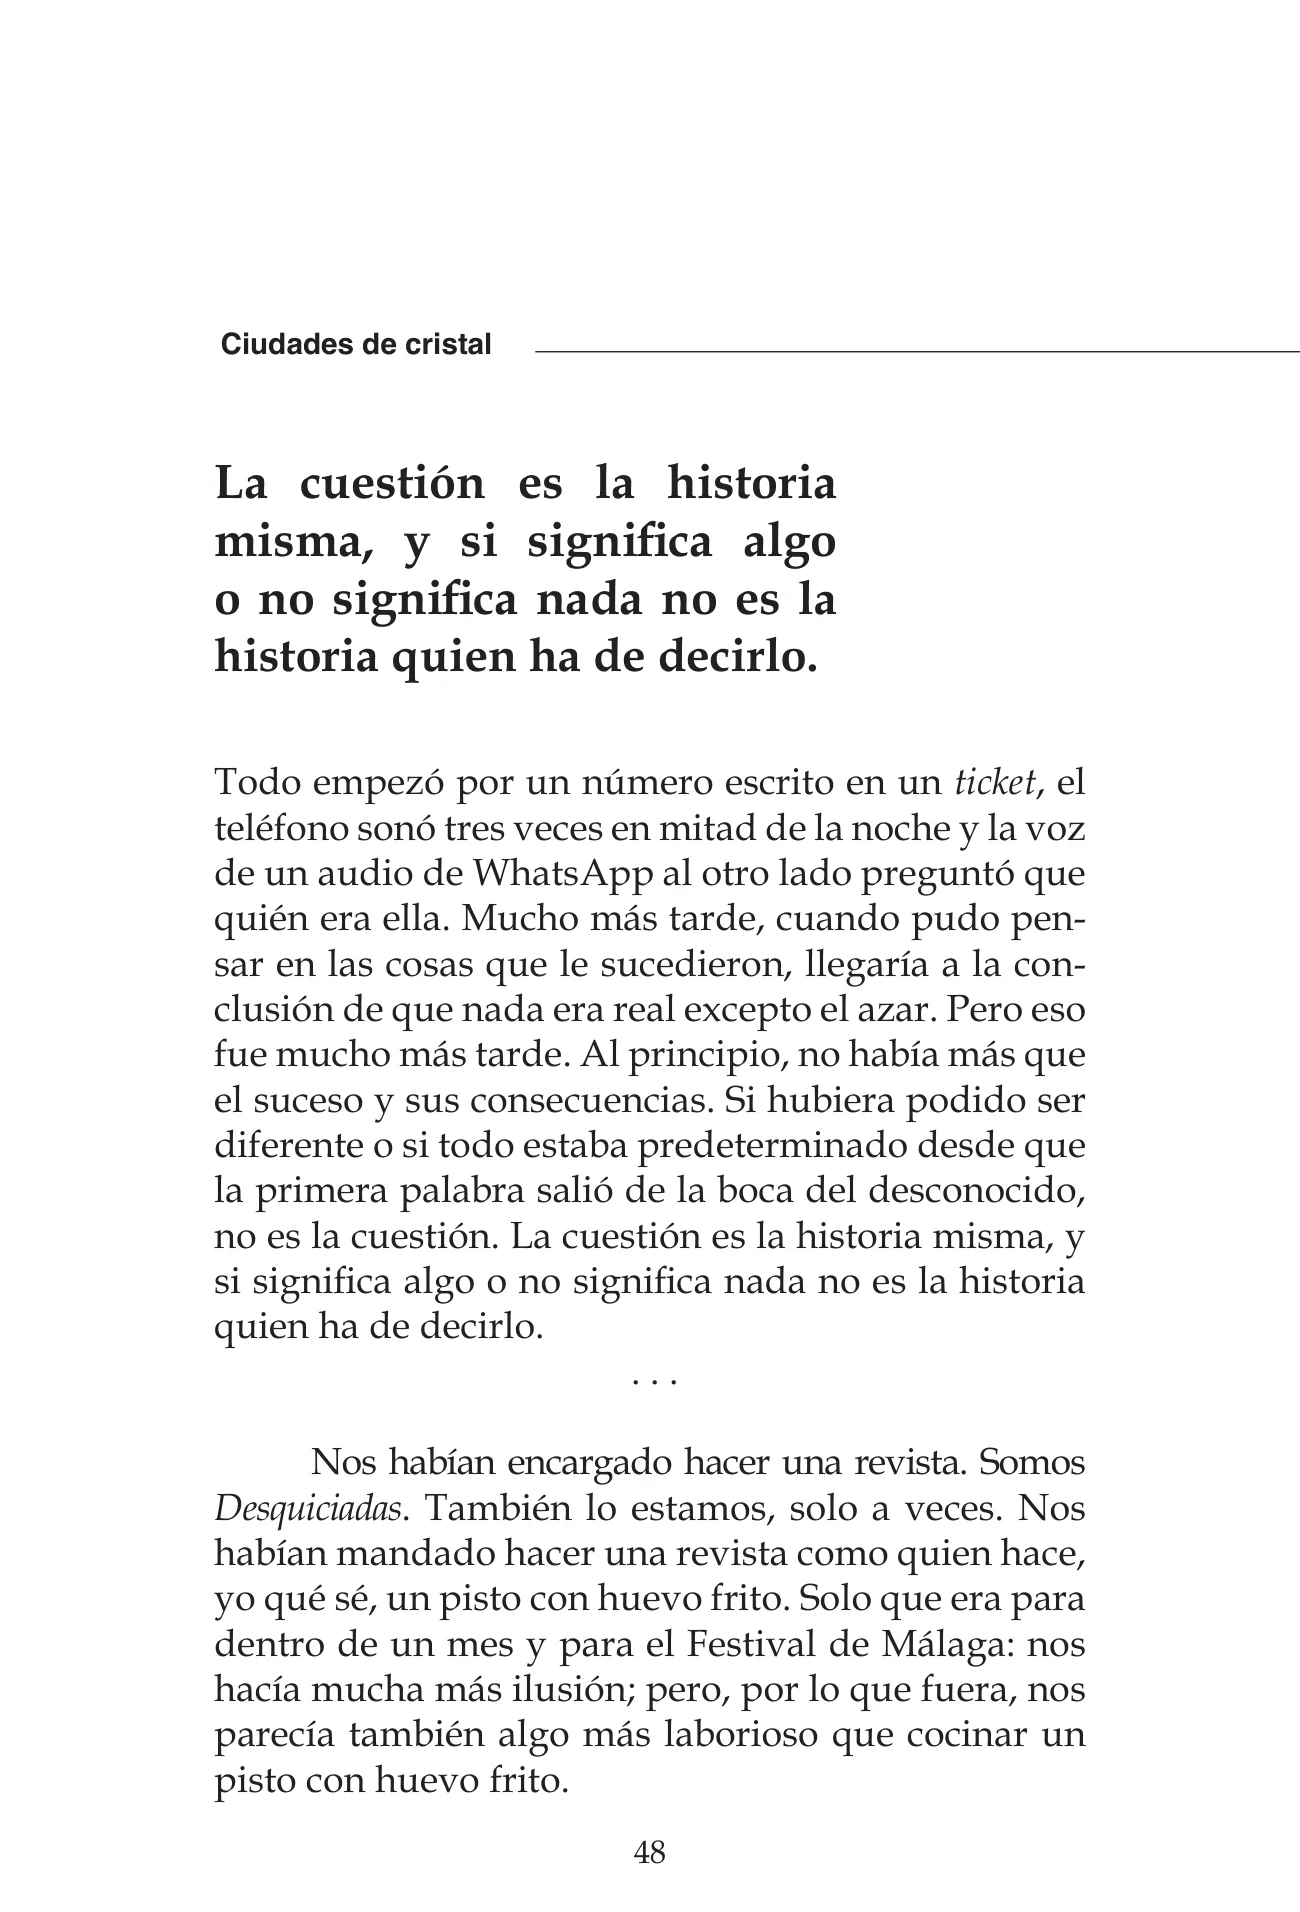 Ciudades de cristal
La cuestión es la historia
misma, y si significa algo
o no significa nada no es la
historia quien ha de decirlo.
Todo empezó por un número escrito en un ticket, el
teléfono sonó tres veces en mitad de la noche y la voz
de un audio de WhatsApp al otro lado preguntó que
quién era ella. Mucho más tarde, cuando pudo pen-
sar en las cosas que le sucedieron, llegaría a la con-
clusión de que nada era real excepto el azar. Pero eso
fue mucho más tarde. Al principio, no había más que
el suceso y sus consecuencias. Si hubiera podido ser
diferente o si todo estaba predeterminado desde que
la primera palabra salió de la boca del desconocido,
no es la cuestión. La cuestión es la historia misma, y
si significa algo o no significa nada no es la historia
quien ha de decirlo.
. . .
Nos habían encargado hacer una revista. Somos
Desquiciadas. También lo estamos, solo a veces. Nos
habían mandado hacer una revista como quien hace,
yo qué sé, un pisto con huevo frito. Solo que era para
dentro de un mes y para el Festival de Málaga: nos
hacía mucha más ilusión; pero, por lo que fuera, nos
parecía también algo más laborioso que cocinar un
pisto con huevo frito.
48